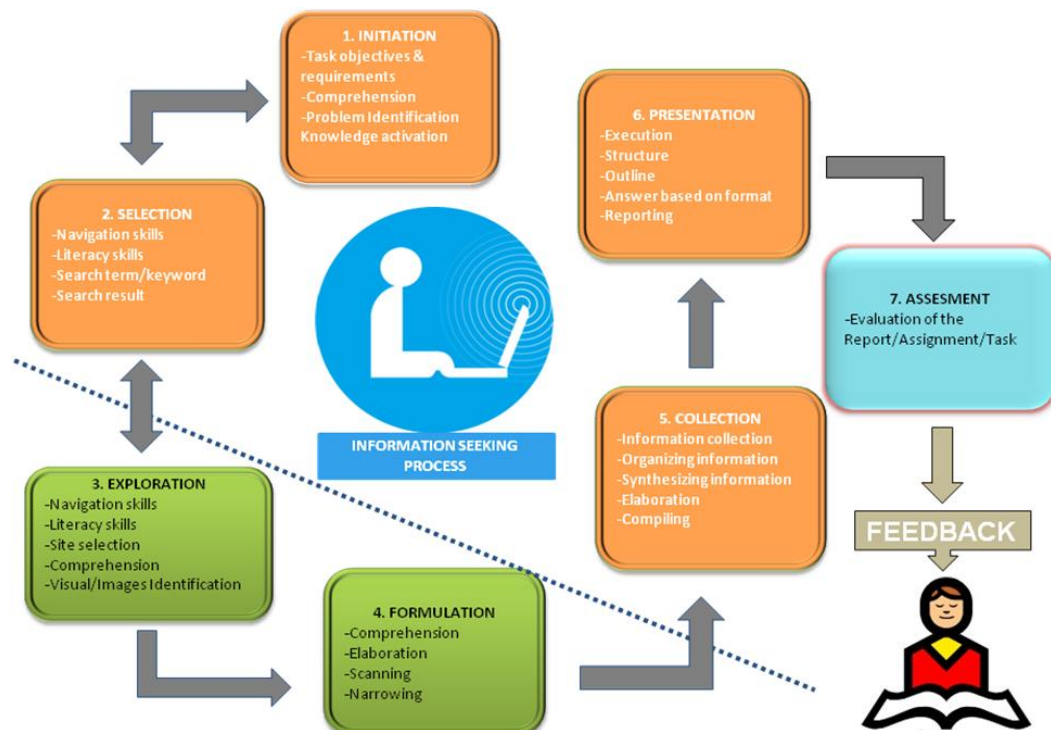 1. INITIATION
-Task objectives &
requirements
-Comprehension
-Problem Identification
Knowledge activation
2. SELECTION
-Navigation skills
-Literacy skills
-Search term/keyword
-Search result
3. EXPLORATION
-Navigation skills
-Literacy skills
-Site selection
-Comprehension
-Visual/Images Identification
4. FORMULATION
-Comprehension
-Elaboration
-Scanning
-Narrowing
5. COLLECTION
-Information collection
-Organizing information
-Synthesizing information
-Elaboration
-Compiling
6. PRESENTATION
-Execution
-Structure
-Outline
-Answer based on format
-Reporting
7. ASSESMENT
-Evaluation of the
Report/Assignment/Task
FEEDBACK
INFORMATION SEEKING
PROCESS